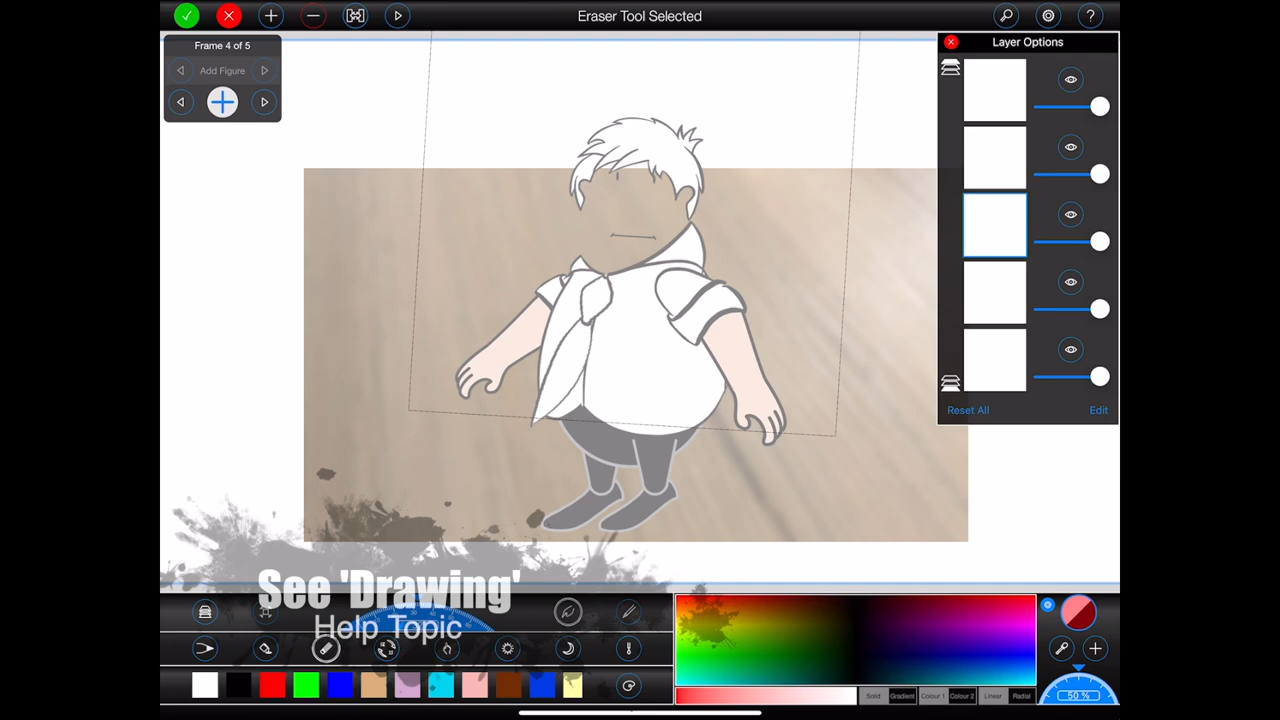 Eraser Tool Selected
?
Frame 4 of 5
Add Figure
Layer Options
Reset All
Edit
See 'Drawing'
Help Topic
Solid
Gradient
Colour 1
Colour 2
Linear
Radial
50 %